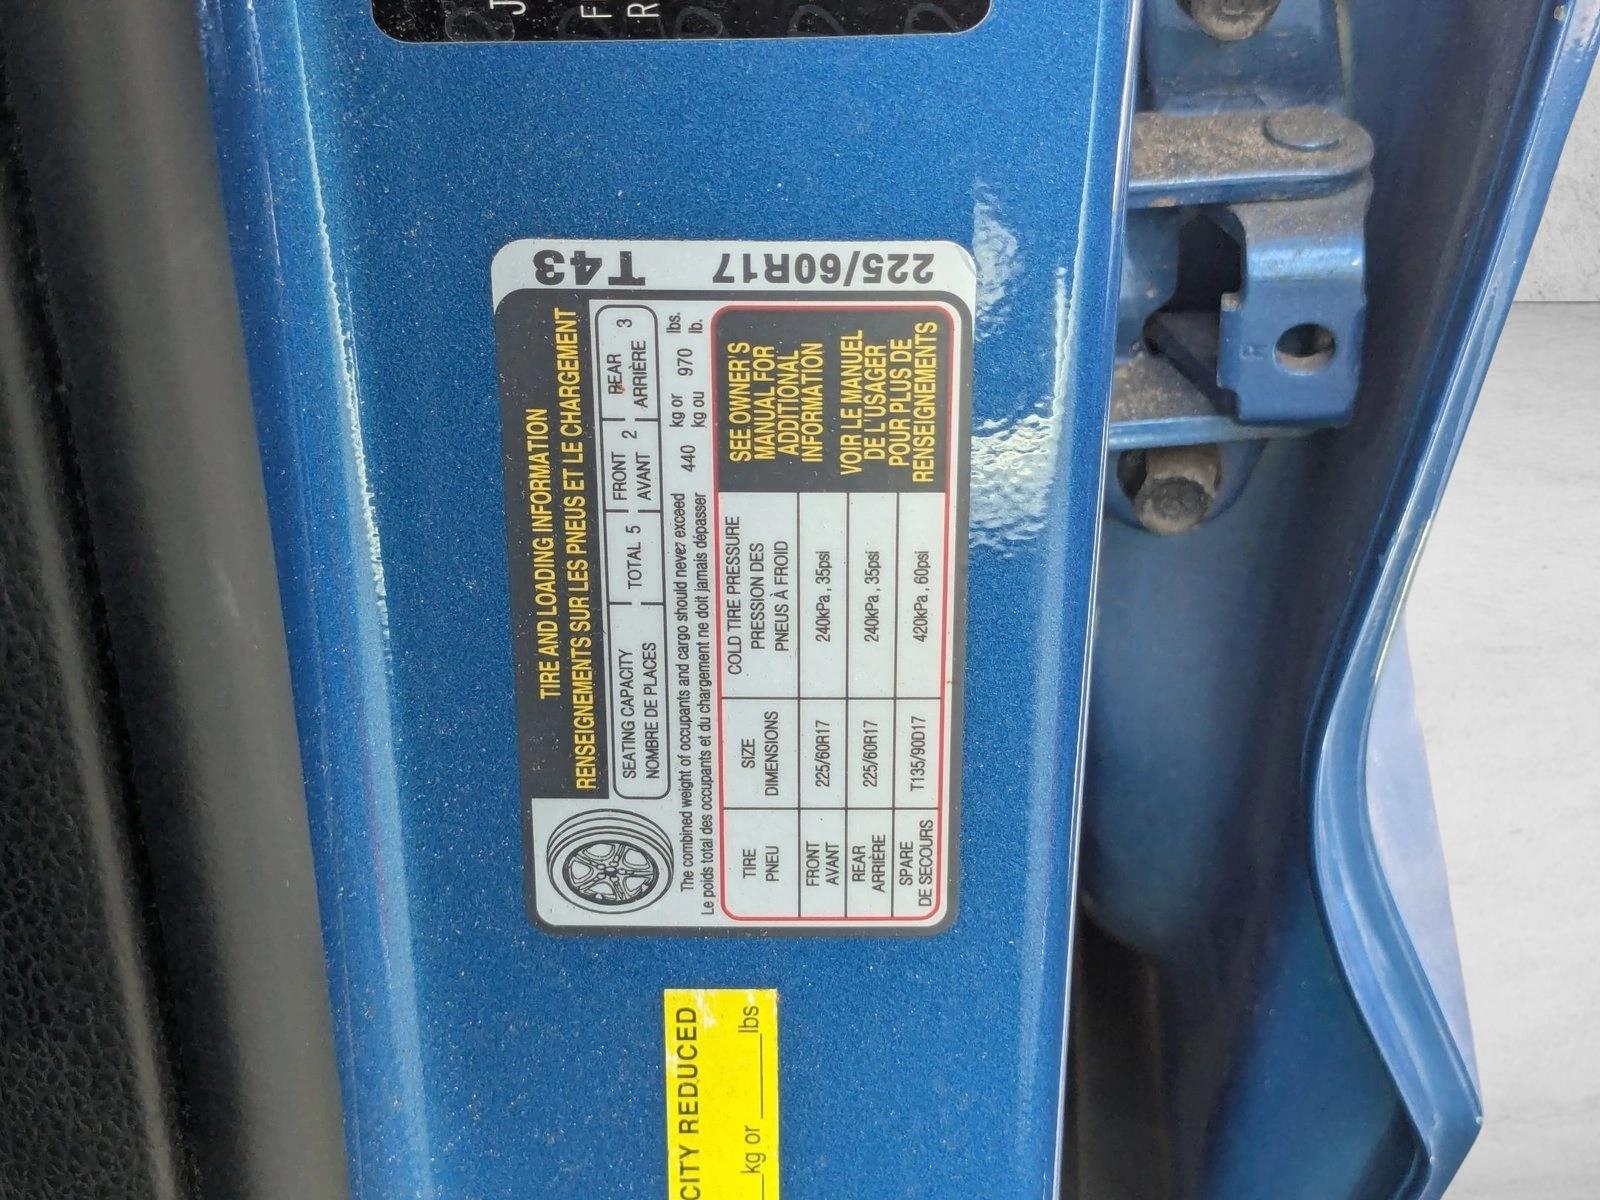 J
F
R
T43 225/60R17
TIRE AND LOADING INFORMATION
RENSEIGNEMENTS SUR LES PNEUS ET LE CHARGEMENT
SEATING CAPACITY
NOMBRE DE PLACES
TOTAL 5
FRONT
AVANT
2
REAR
ARRIÈRE
3
The combined weight of occupants and cargo should never exceed 440 kg or 970 lbs.
Le poids total des occupants et du chargement ne doit jamais dépasser kg ou lb.
TIRE
PNEU
SIZE
DIMENSIONS
COLD TIRE PRESSURE
PRESSION DES
PNEUS À FROID
FRONT
AVANT
225/60R17
240kPa, 35psi
REAR
ARRIÈRE
225/60R17
240kPa, 35psi
SPARE
DE SECOURS
T135/90D17
420kPa, 60psi
SEE OWNER'S
MANUAL FOR
ADDITIONAL
INFORMATION
VOIR LE MANUEL
DE L'USAGER
POUR PLUS DE
RENSEIGNEMENTS
CITY REDUCED
kg or ____lbs